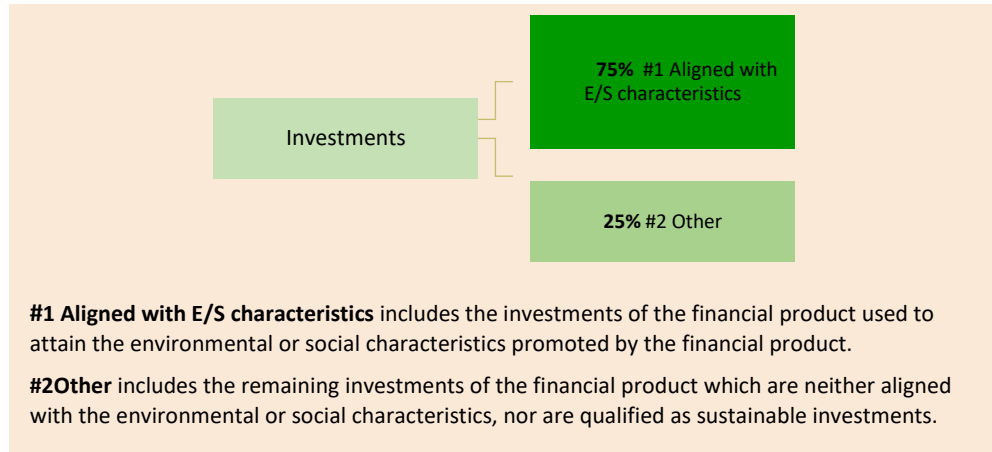 75% #1 Aligned with
E/S characteristics
Investments
25% #2 Other
#1 Aligned with E/S characteristics includes the investments of the financial product used to
attain the environmental or social characteristics promoted by the financial product.
#2Other includes the remaining investments of the financial product which are neither aligned
with the environmental or social characteristics, nor are qualified as sustainable investments.